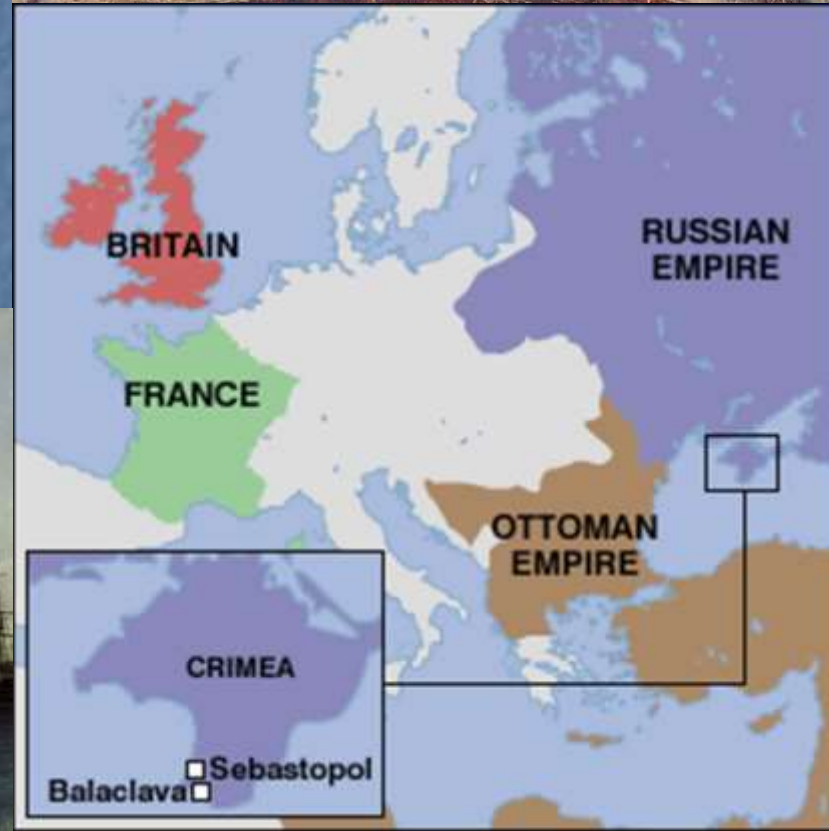 BRITAIN
RUSSIAN
EMPIRE
FRANCE
OTTOMAN
EMPIRE
CRIMEA
Sebastopol
Balaclava